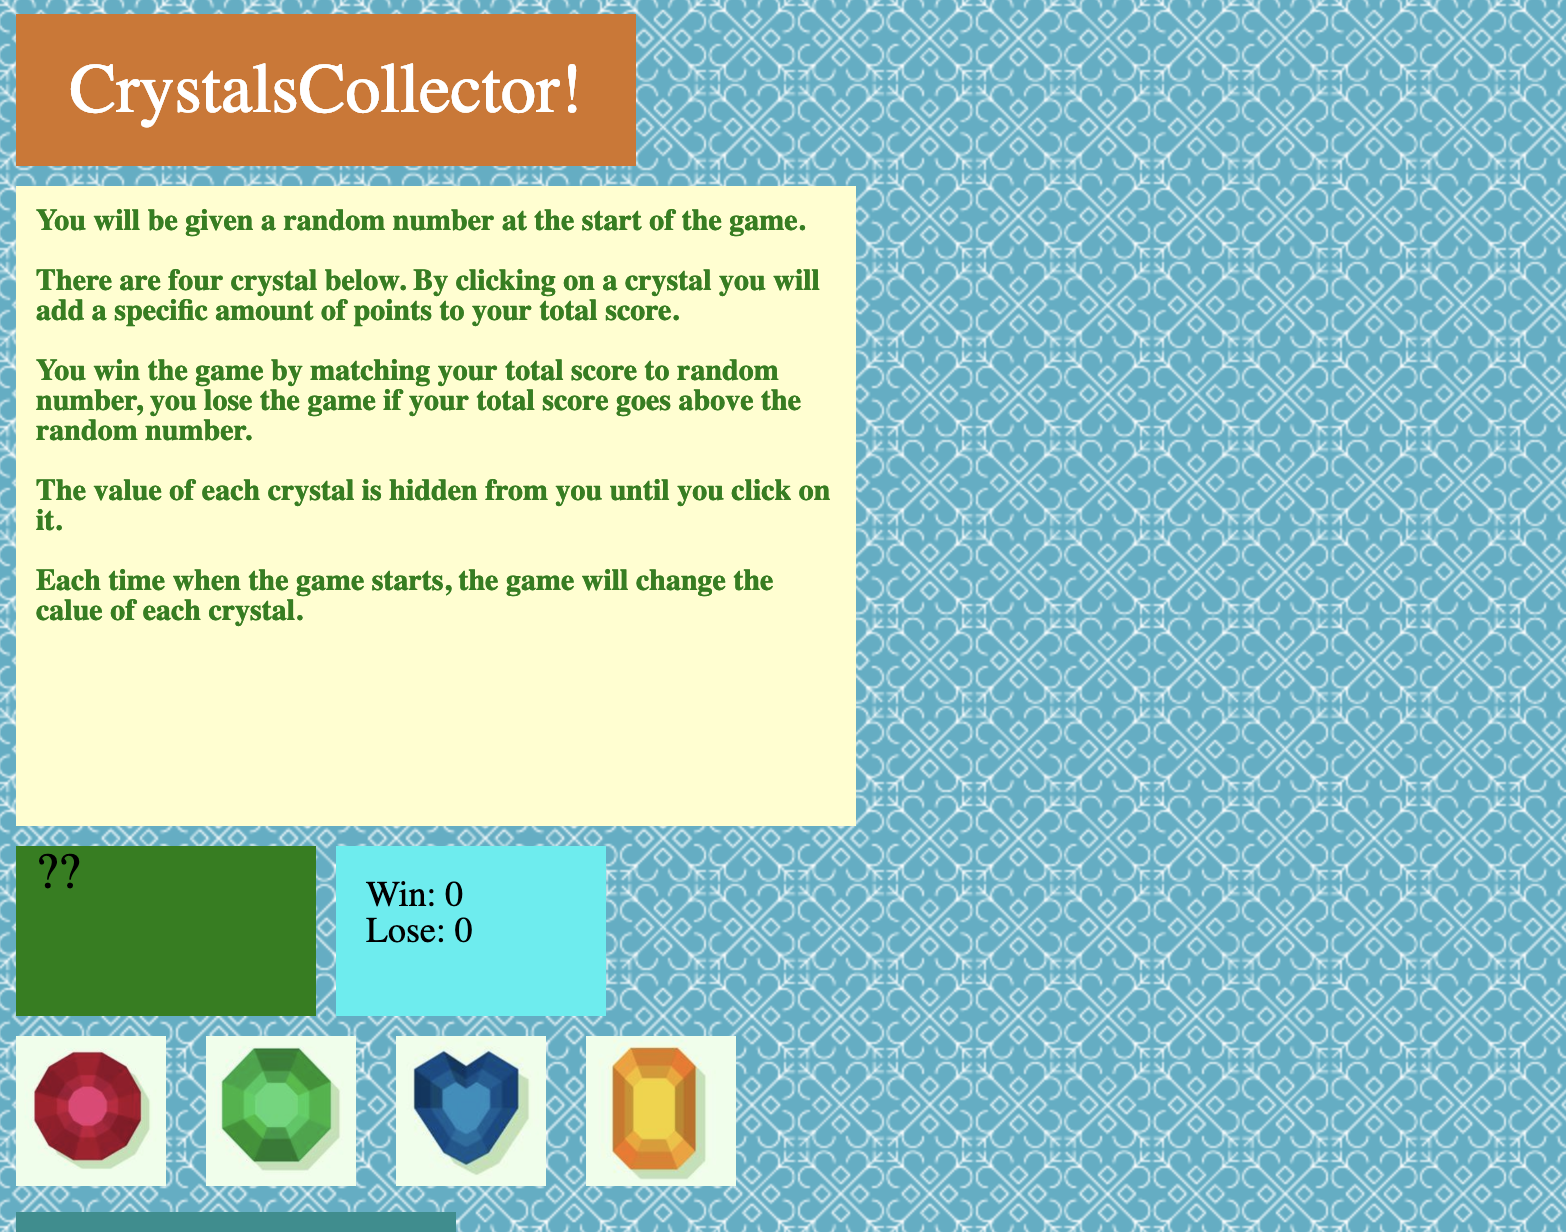 CrystalsCollector!
You will be given a random number at the start of the game.
There are four crystal below. By clicking on a crystal you will
add a specific amount of points to your total score.
You win the game by matching your total score to random
number, you lose the game if your total score goes above the
random number.
The value of each crystal is hidden from you until you click on
it.
Each time when the game starts, the game will change the
calue of each crystal.
??
Win: 0
Lose: 0